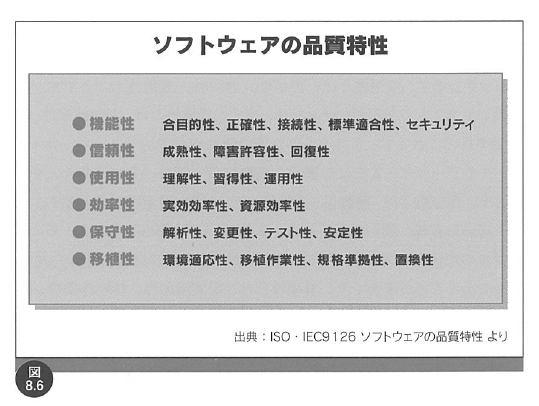 ソフトウェアの品質特性
●機能性 合目的性、正確性、接続性、標準適合性、セキュリティ
●信頼性 成熟性、障害許容性、回復性
●使用性 理解性、習得性、運用性
●効率性 実効効率性、資源効率性
●保守性 解析性、変更性、テスト性、安定性
●移植性 環境適応性、移植作業性、規格準拠性、置換性
出典：ISO・IEC9126 ソフトウェアの品質特性 より
図
8.6